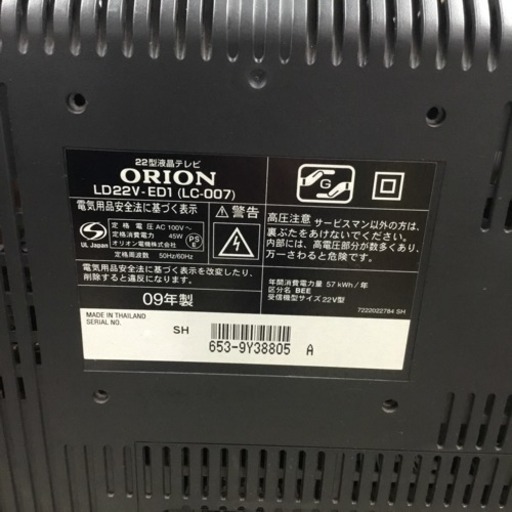 22型液晶テレビ
ORION
LD22V-ED1 (LC-007)
電気用品安全法に基づく表示
UL Japan
定格電圧 AC 100V~
定格消費電力 45W
オリオン電機株式会社
定格周波数 50Hz/60Hz
PS E
電気用品安全法に基づく表示を改変したり、
削除すると違反になります。
09年製
警告
G
高圧注意 サービスマン以外の方は、
裏ぶたをあけないでください。
内部には、高電圧部分が数多くあり、
万一さわると危険です。
年間消費電力量 57 kWh/年
区分名 BEE
受信機型サイズ 22V型
7222022784 SH
MADE IN THAILAND
SERIAL NO.
SH
653-9Y38805 A